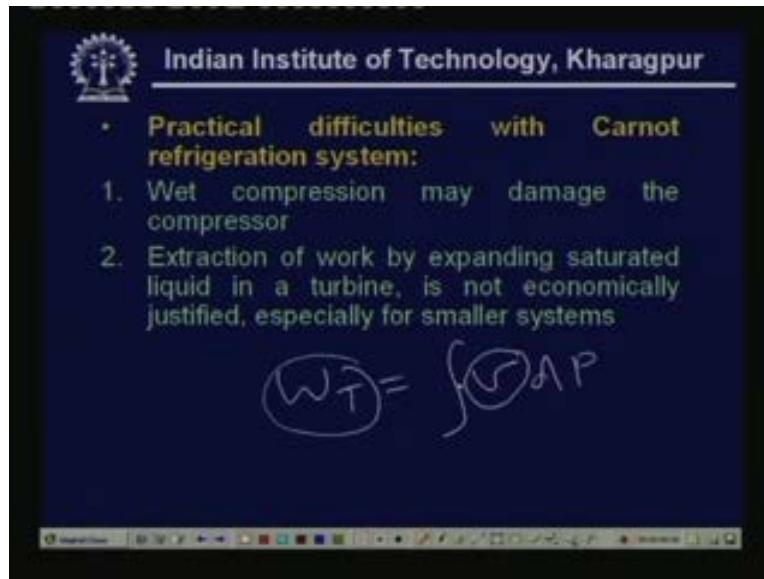 Indian Institute of Technology, Kharagpur
• Practical difficulties with Carnot
refrigeration system:
1. Wet compression may damage the
compressor
2. Extraction of work by expanding saturated
liquid in a turbine, is not economically
justified, especially for smaller systems
W_T = ∫ v dP